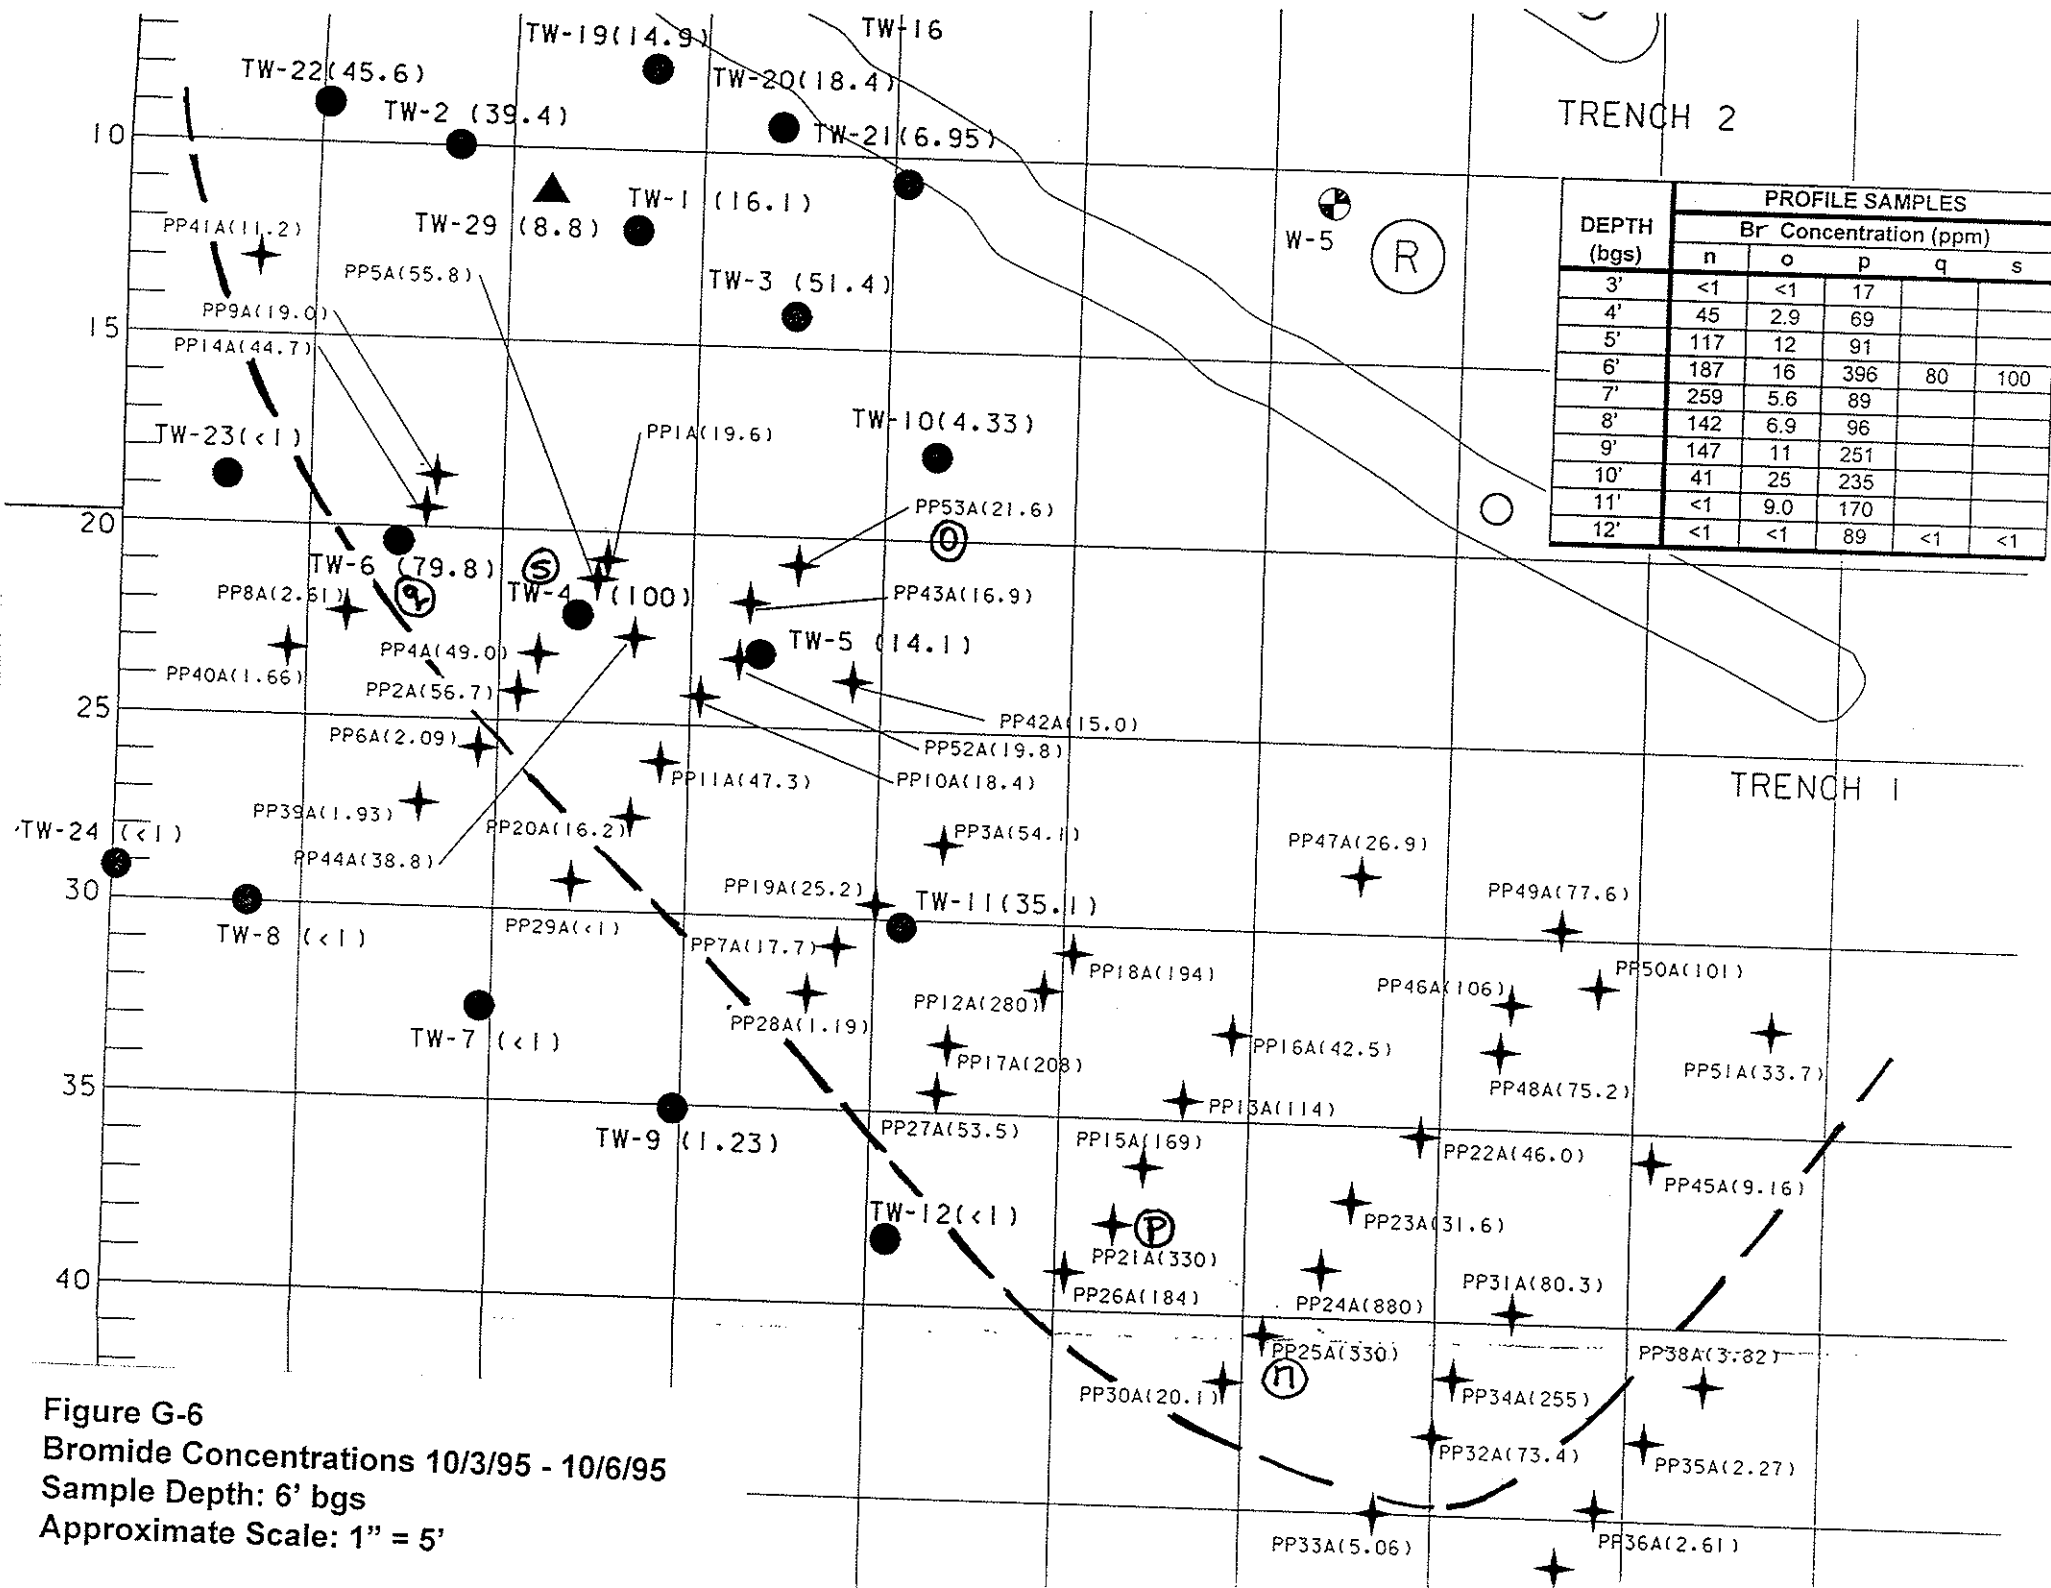 TW-19(14.9)
TW-16
TW-22(45.6)
TW-20(18.4)
TW-2 (39.4)
TRENCH 2
10
TW-21(6.95)
TW-1 (16.1)
PP41A(11.2)
TW-29 (8.8)
W-5
R
PP5A(55.8)
TW-3 (51.4)
PP9A(19.0)
15
PP14A(44.7)
PROFILE SAMPLES
DEPTH (bgs) Br⁻ Concentration (ppm)
n o p q s
3' <1 <1 17
4' 45 2.9 69
5' 117 12 91
6' 187 16 396 80 100
7' 259 5.6 89
8' 142 6.9 96
9' 147 11 251
10' 41 25 235
11' <1 9.0 170
12' <1 <1 89 <1 <1
TW-10(4.33)
TW-23(<1)
PP1A(19.6)
PP53A(21.6)
20
O
TW-6 (79.8)
S
PP8A(2.61)
q
TW-4 (100)
PP43A(16.9)
PP4A(49.0)
TW-5 (14.1)
PP40A(1.66)
PP2A(56.7)
25
PP42A(15.0)
PP6A(2.09)
PP52A(19.8)
PP11A(47.3)
PP10A(18.4)
TRENCH 1
PP39A(1.93)
TW-24 (<1)
PP20A(16.2)
PP3A(54.1)
PP47A(26.9)
PP44A(38.8)
30
PP19A(25.2)
TW-11(35.1)
PP49A(77.6)
TW-8 (<1)
PP29A(<1)
PP7A(17.7)
PP18A(194)
PP50A(101)
PP46A(106)
PP12A(280)
PP28A(1.19)
TW-7 (<1)
PP17A(208)
PP16A(42.5)
PP51A(33.7)
35
PP48A(75.2)
PP13A(114)
TW-9 (1.23)
PP27A(53.5)
PP15A(169)
PP22A(46.0)
PP45A(9.16)
TW-12(<1)
P
PP23A(31.6)
PP21A(330)
40
PP26A(184)
PP24A(880)
PP31A(80.3)
PP25A(330)
PP38A(3.82)
n
PP30A(20.1)
PP34A(255)
PP32A(73.4)
PP35A(2.27)
PP33A(5.06)
PP36A(2.61)
Figure G-6
Bromide Concentrations 10/3/95 - 10/6/95
Sample Depth: 6' bgs
Approximate Scale: 1" = 5'